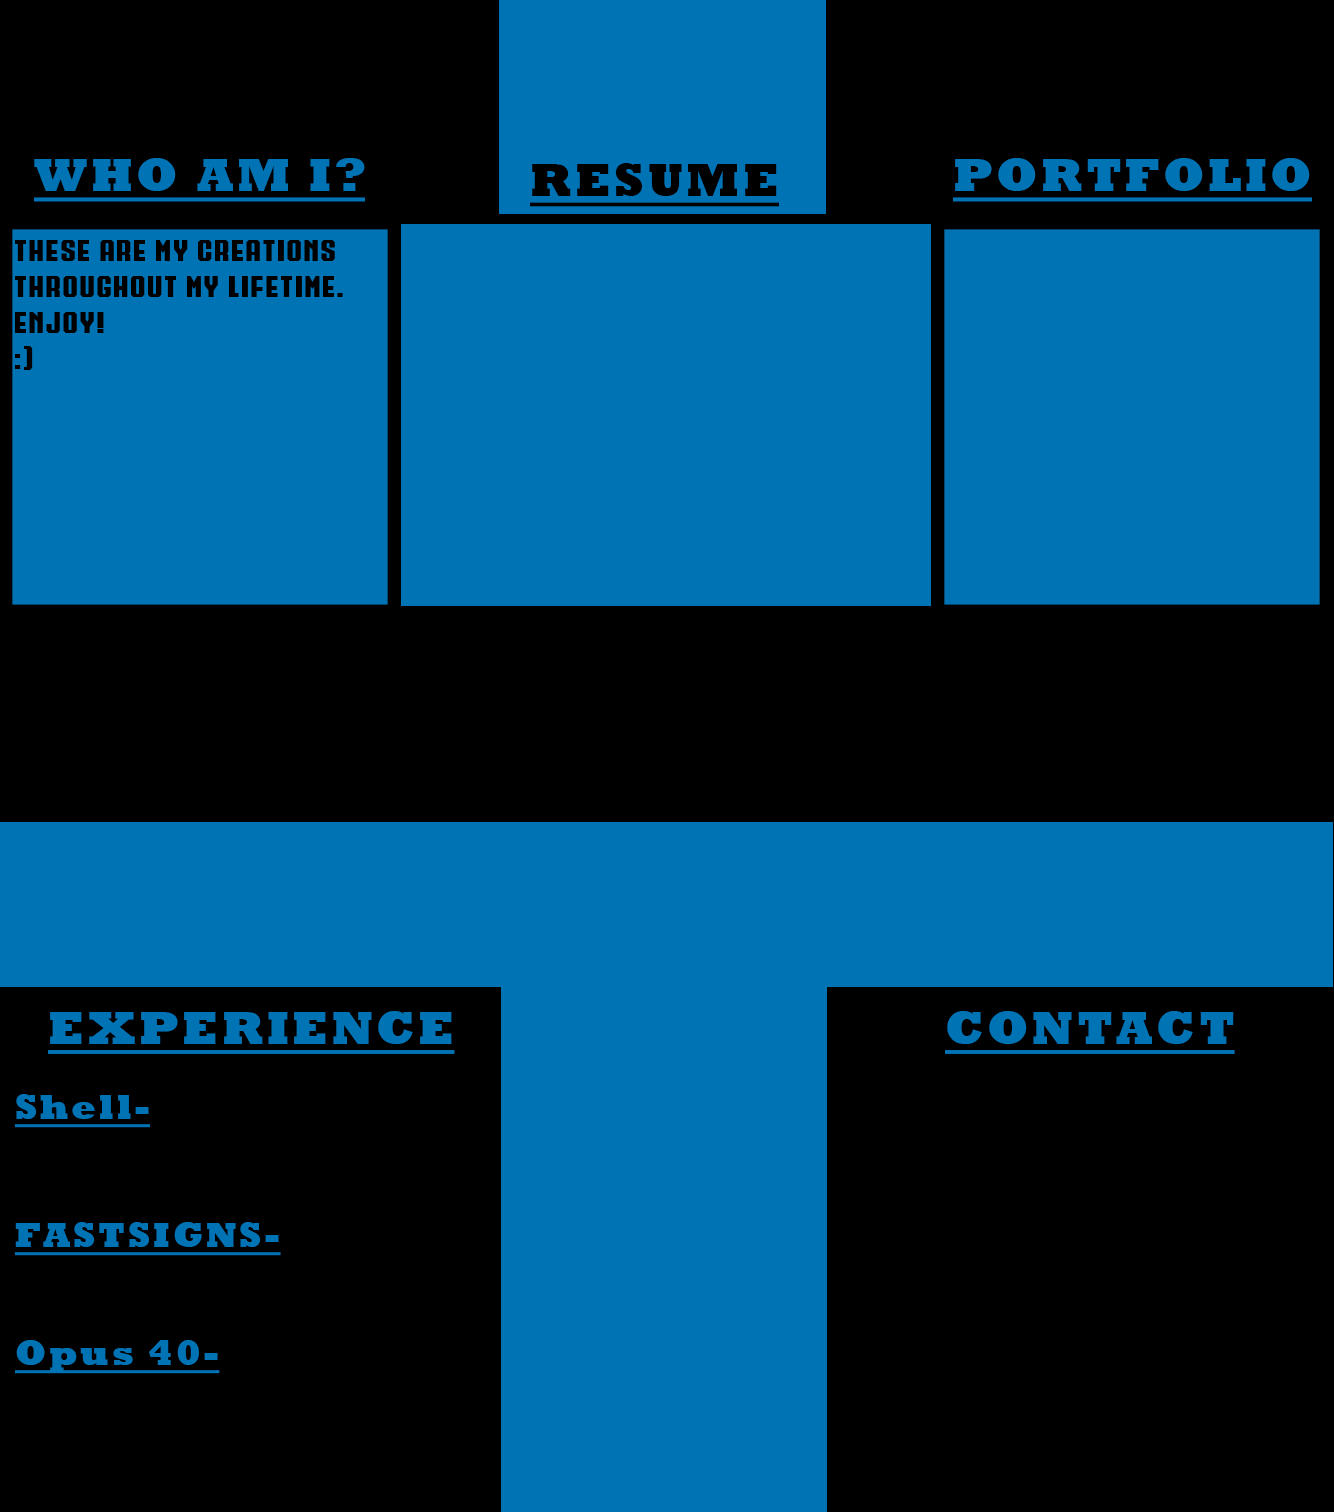 WHO AM I?
RESUME
PORTFOLIO
THESE ARE MY CREATIONS
THROUGHOUT MY LIFETIME.
ENJOY!
:)
EXPERIENCE
CONTACT
Shell-
FASTSIGNS-
Opus 40-